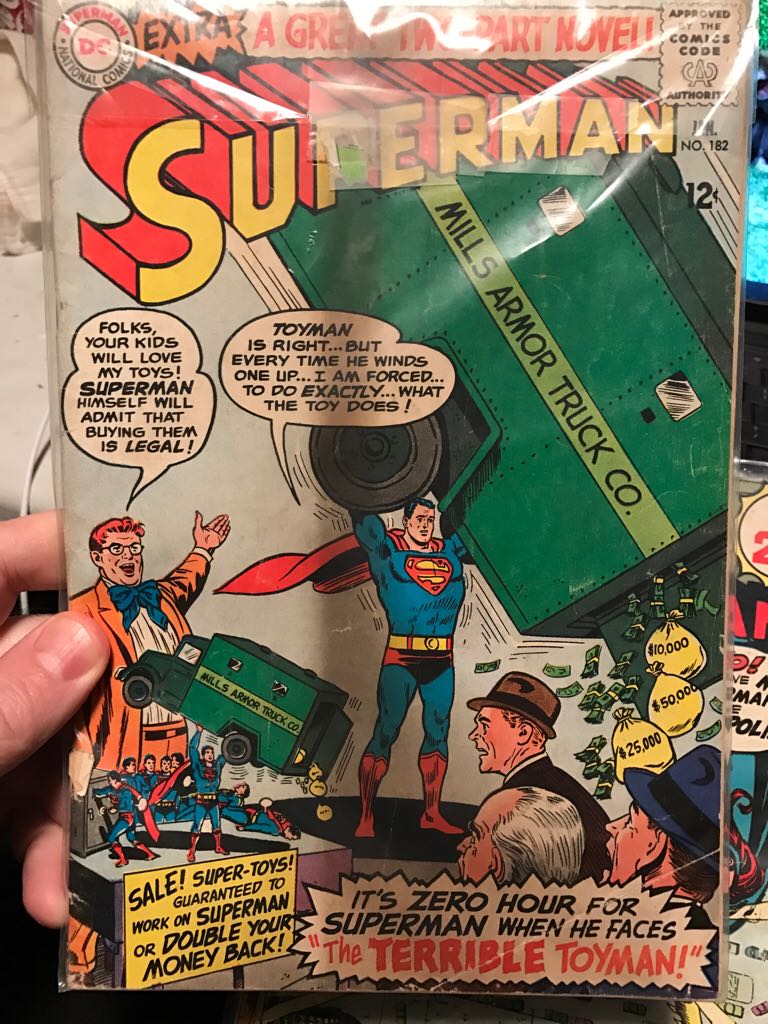 SUPERMAN
DC
NATIONAL COMICS
EXTRA
A GREAT TWO-PART NOVEL!
APPROVED
BY THE
COMICS
CODE
CA
AUTHORITY
SUPERMAN
JAN.
NO. 182
12¢
MILLS ARMOR TRUCK CO.
FOLKS,
YOUR KIDS
WILL LOVE
MY TOYS!
SUPERMAN
HIMSELF WILL
ADMIT THAT
BUYING THEM
IS LEGAL!
TOYMAN
IS RIGHT...BUT
EVERY TIME HE WINDS
ONE UP... I AM FORCED...
TO DO EXACTLY...WHAT
THE TOY DOES!
S
MILLS ARMOR TRUCK CO.
$10,000
$50,000
$25,000
SALE! SUPER-TOYS!
GUARANTEED TO
WORK ON SUPERMAN
OR DOUBLE YOUR
MONEY BACK!
IT'S ZERO HOUR FOR
SUPERMAN WHEN HE FACES
"The TERRIBLE TOYMAN!"
2